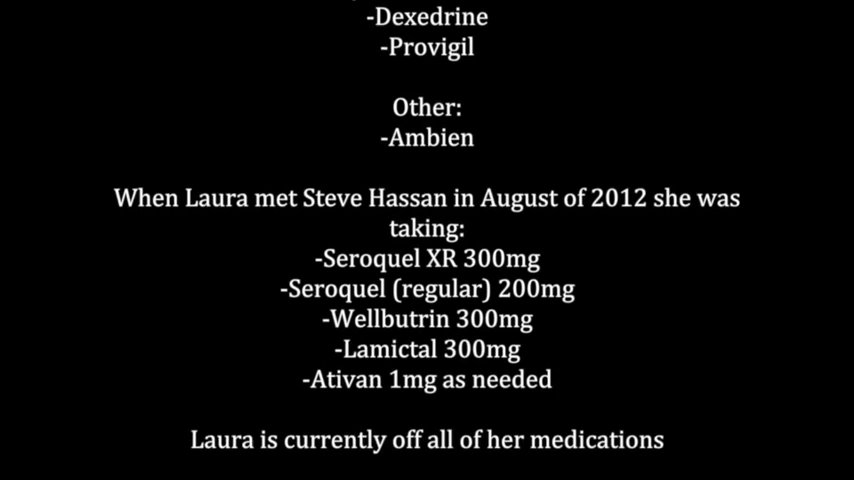 -Dexedrine
-Provigil
Other:
-Ambien
When Laura met Steve Hassan in August of 2012 she was
taking:
-Seroquel XR 300mg
-Seroquel (regular) 200mg
-Wellbutrin 300mg
-Lamictal 300mg
-Ativan 1mg as needed
Laura is currently off all of her medications